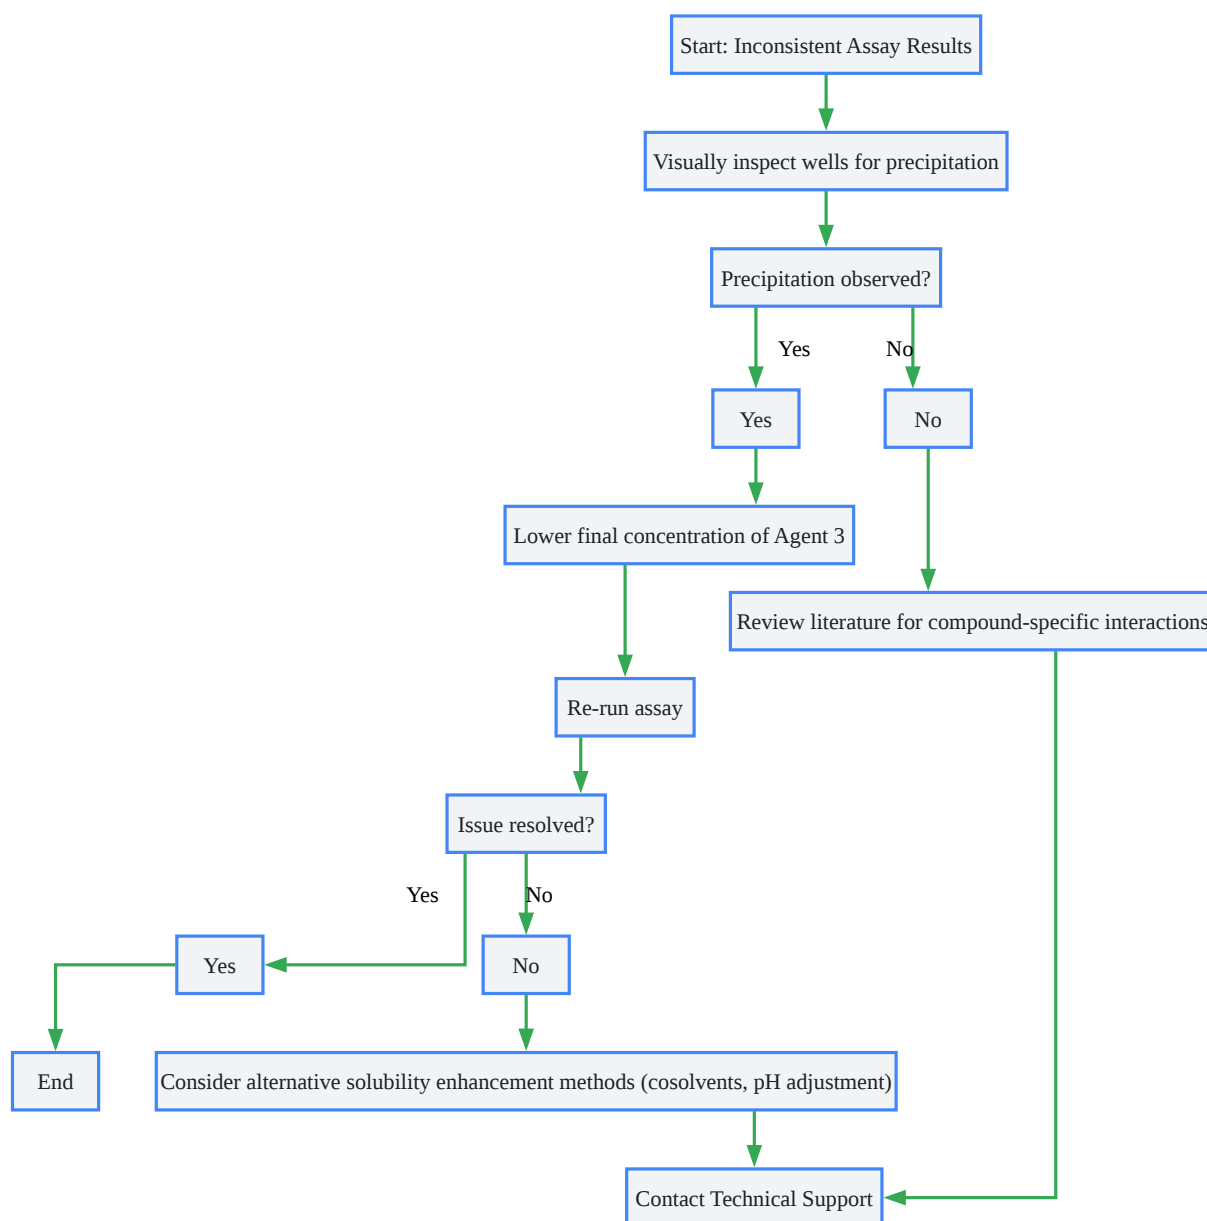 Start: Inconsistent Assay Results
Visually inspect wells for precipitation
Precipitation observed?
Yes
No
Yes
No
Lower final concentration of Agent 3
Review literature for compound-specific interactions
Re-run assay
Issue resolved?
Yes
No
Yes
No
End
Consider alternative solubility enhancement methods (cosolvents, pH adjustment)
Contact Technical Support